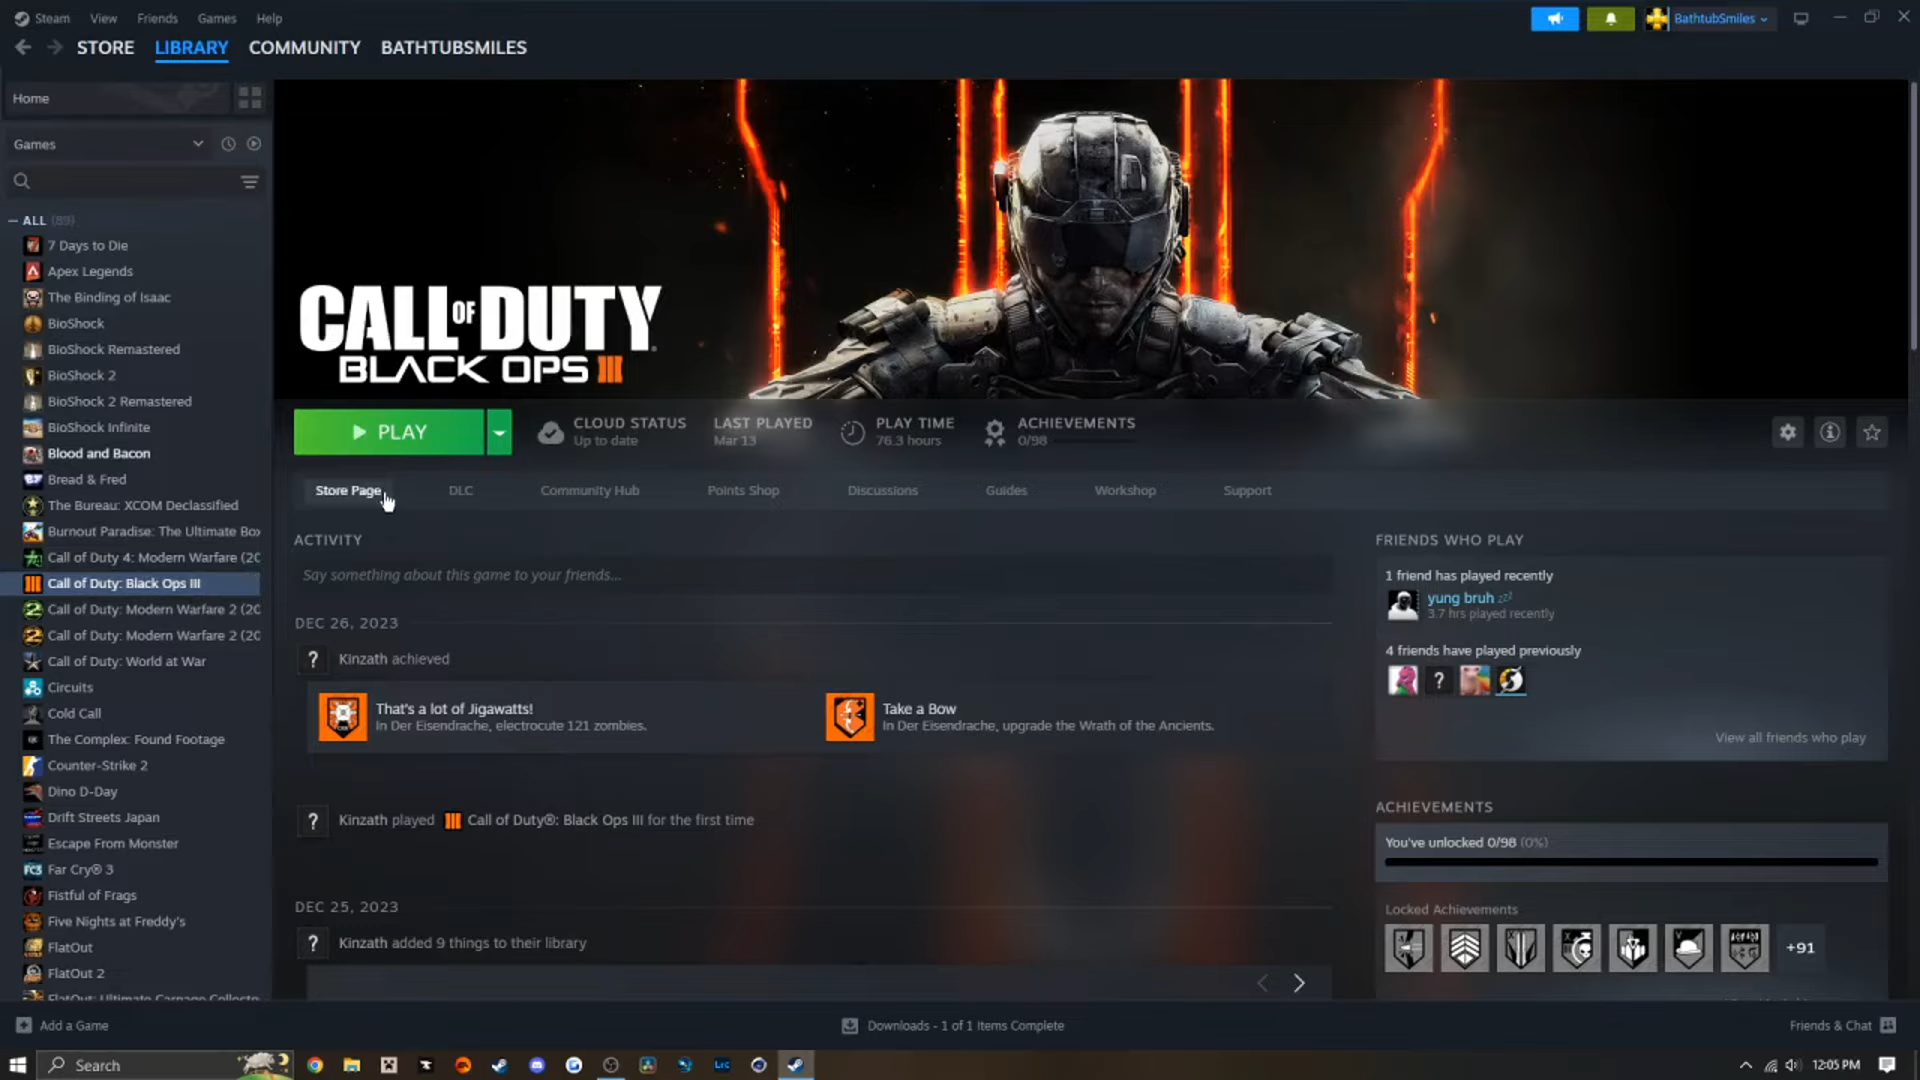 Steam View Friends Games Help
BathtubSmiles
STORE LIBRARY COMMUNITY BATHTUBSMILES
Home
Games
ALL (89)
7 Days to Die
Apex Legends
The Binding of Isaac
BioShock
BioShock Remastered
BioShock 2
BioShock 2 Remastered
BioShock Infinite
Blood and Bacon
Bread & Fred
The Bureau: XCOM Declassified
Burnout Paradise: The Ultimate Box
Call of Duty 4: Modern Warfare (20
Call of Duty: Black Ops III
Call of Duty: Modern Warfare 2 (20
Call of Duty: Modern Warfare 2 (20
Call of Duty: World at War
Circuits
Cold Call
The Complex: Found Footage
Counter-Strike 2
Dino D-Day
Drift Streets Japan
Escape From Monster
Far Cry® 3
Fistful of Frags
Five Nights at Freddy's
FlatOut
FlatOut 2
FlatOut: Ultimate Carnage Collecto
CALL OF DUTY
BLACK OPS III
PLAY
CLOUD STATUS
Up to date
LAST PLAYED
Mar 13
PLAY TIME
76.3 hours
ACHIEVEMENTS
0/98
Store Page DLC Community Hub Points Shop Discussions Guides Workshop Support
ACTIVITY
Say something about this game to your friends...
DEC 26, 2023
Kinzath achieved
That's a lot of Jigawatts!
In Der Eisendrache, electrocute 121 zombies.
Take a Bow
In Der Eisendrache, upgrade the Wrath of the Ancients.
Kinzath played Call of Duty®: Black Ops III for the first time
DEC 25, 2023
Kinzath added 9 things to their library
FRIENDS WHO PLAY
1 friend has played recently
yung bruh zzz
3.7 hrs played recently
4 friends have played previously
View all friends who play
ACHIEVEMENTS
You've unlocked 0/98 (0%)
Locked Achievements
+91
Add a Game
Downloads - 1 of 1 Items Complete
Friends & Chat
Search
Lrc
12:05 PM